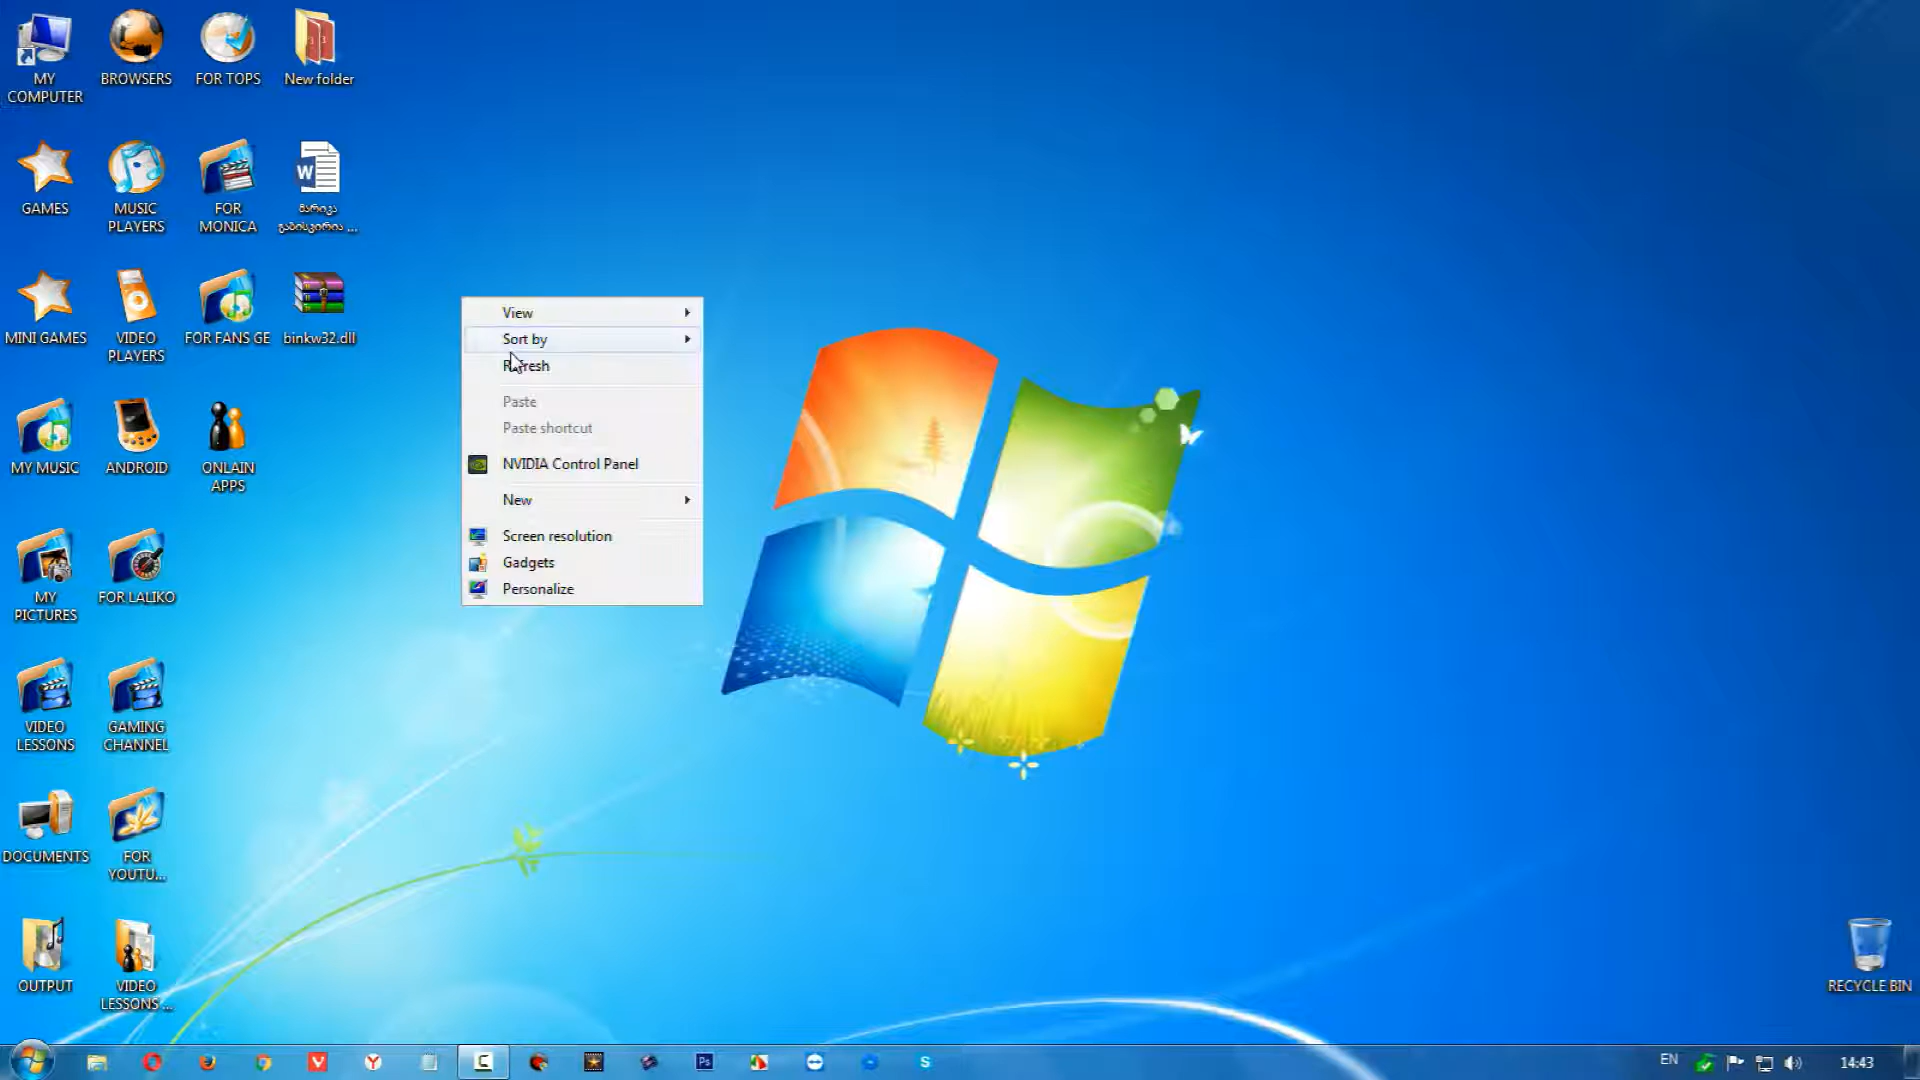 MY
COMPUTER
BROWSERS
FOR TOPS
New folder
GAMES
MUSIC
PLAYERS
FOR
MONICA
მარიკა
გაბისკირია ...
MINI GAMES
VIDEO
PLAYERS
FOR FANS GE
binkw32.dll
MY MUSIC
ANDROID
ONLAIN
APPS
MY
PICTURES
FOR LALIKO
VIDEO
LESSONS
GAMING
CHANNEL
DOCUMENTS
FOR
YOUTU...
OUTPUT
VIDEO
LESSONS ...
View
Sort by
Refresh
Paste
Paste shortcut
NVIDIA Control Panel
New
Screen resolution
Gadgets
Personalize
RECYCLE BIN
Ps
EN
14:43